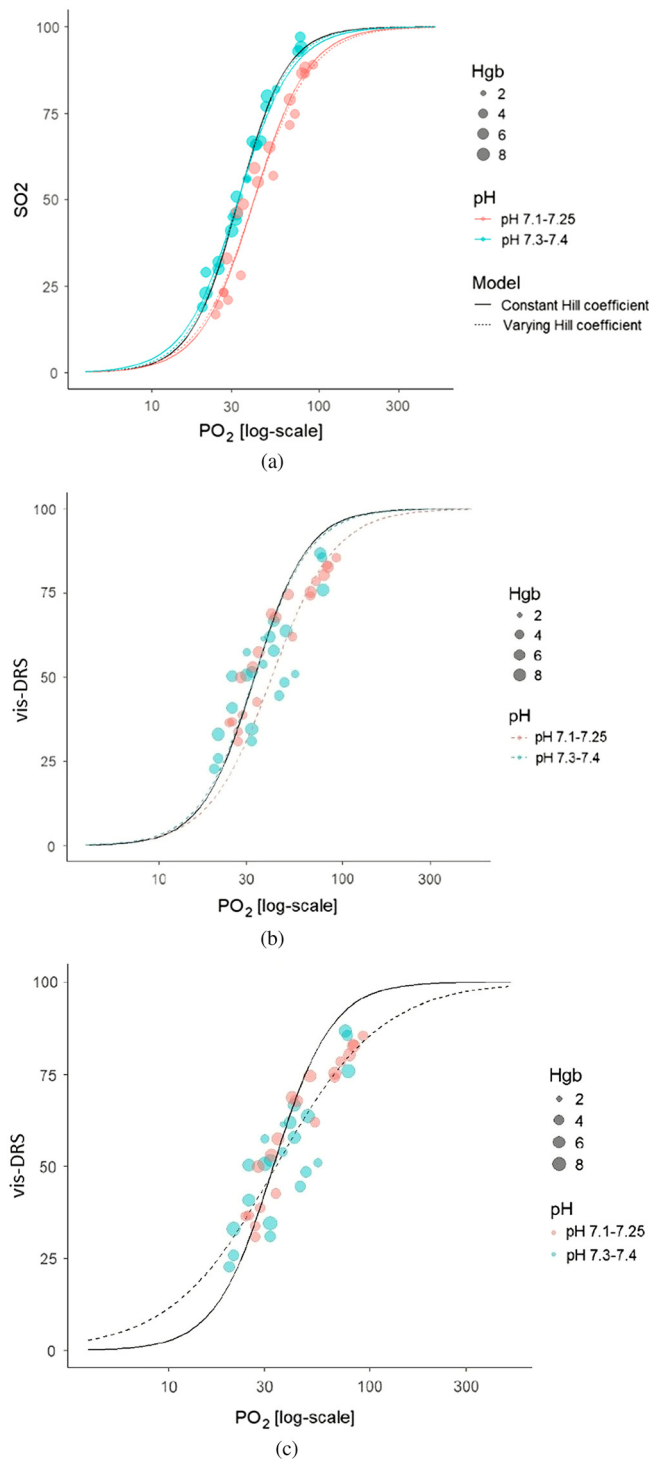 100
75
50
25
0
SO2
10 30 100 300
PO2 [log-scale]
Hgb
2
4
6
8
pH
pH 7.1-7.25
pH 7.3-7.4
Model
Constant Hill coefficient
Varying Hill coefficient
(a)
100
75
50
25
0
vis-DRS
10 30 100 300
PO2 [log-scale]
Hgb
2
4
6
8
pH
pH 7.1-7.25
pH 7.3-7.4
(b)
100
75
50
25
0
vis-DRS
10 30 100 300
PO2 [log-scale]
Hgb
2
4
6
8
pH
pH 7.1-7.25
pH 7.3-7.4
(c)